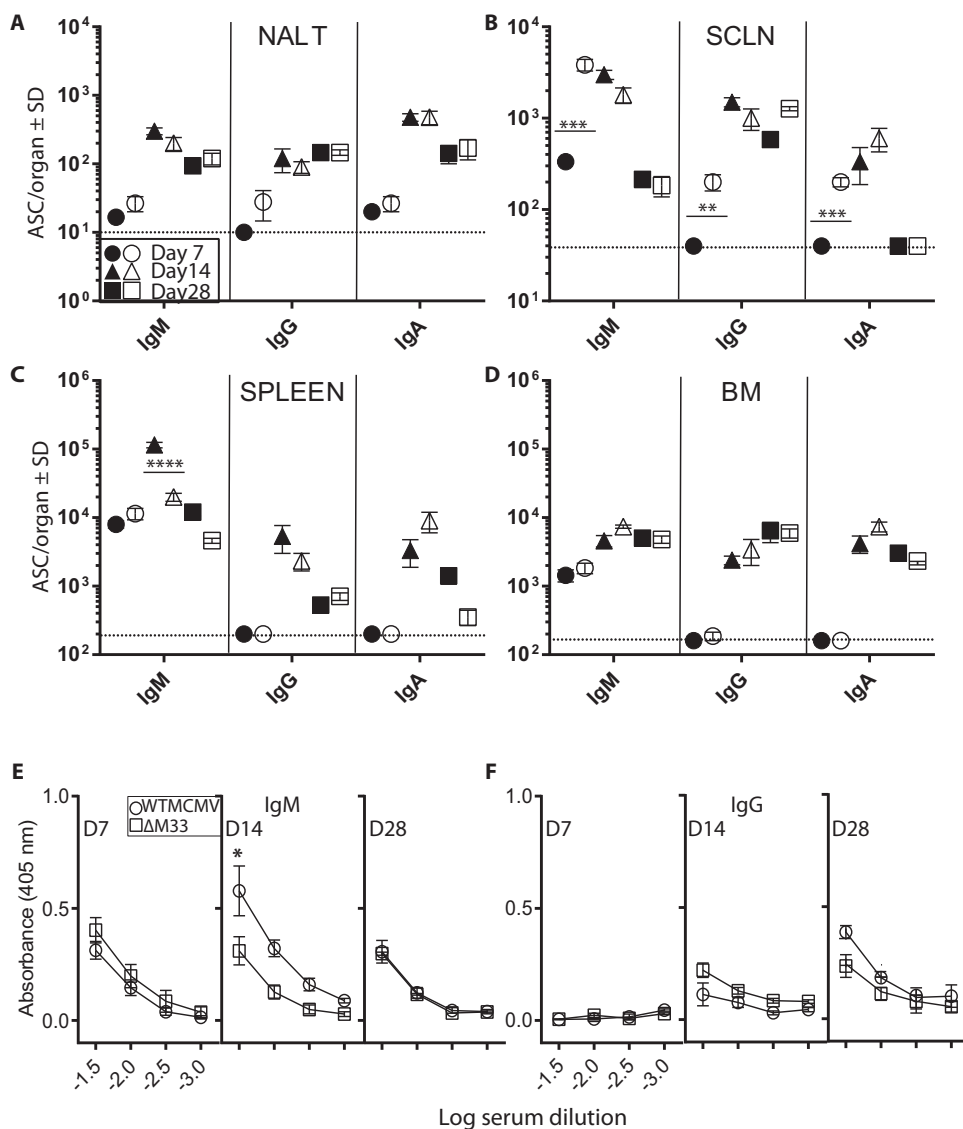 A
NALT
ASC/organ ± SD
10⁴
10³
10²
10¹
10⁰
Day 7
Day14
Day28
IgM
IgG
IgA
B
SCLN
10⁴
10³
10²
10¹
***
**
***
IgM
IgG
IgA
C
SPLEEN
ASC/organ ± SD
10⁶
10⁵
10⁴
10³
10²
****
IgM
IgG
IgA
D
BM
10⁶
10⁵
10⁴
10³
10²
IgM
IgG
IgA
E
IgM
Absorbance (405 nm)
1.0
0.5
0.0
WTMCMV
ΔM33
D7
D14
D28
*
-1.5
-2.0
-2.5
-3.0
F
IgG
1.0
0.5
0.0
D7
D14
D28
-1.5
-2.0
-2.5
-3.0
Log serum dilution